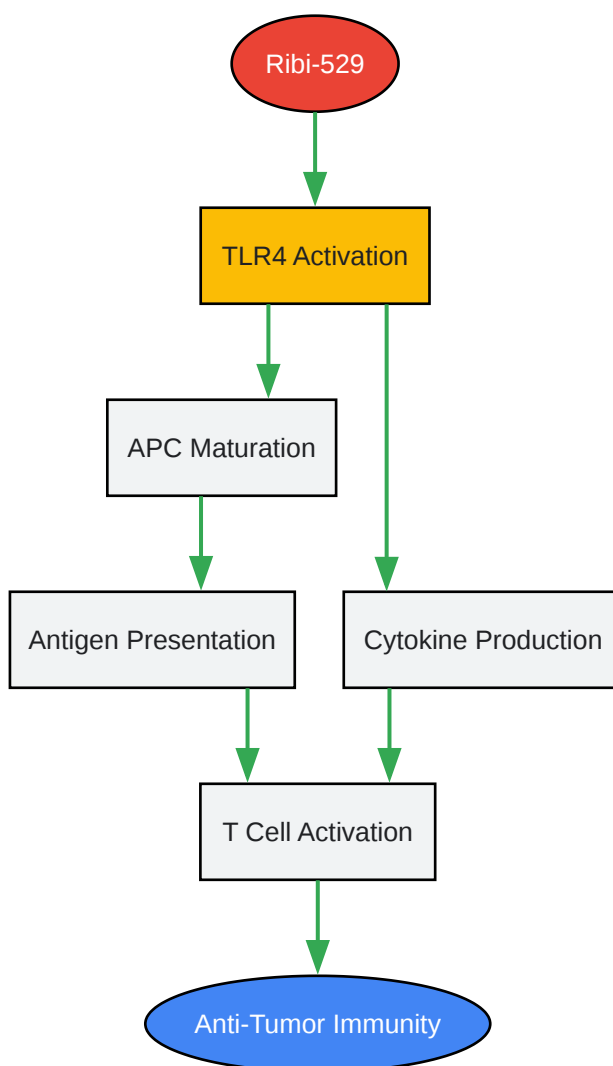 Ribi-529
TLR4 Activation
APC Maturation
Antigen Presentation
Cytokine Production
T Cell Activation
Anti-Tumor Immunity